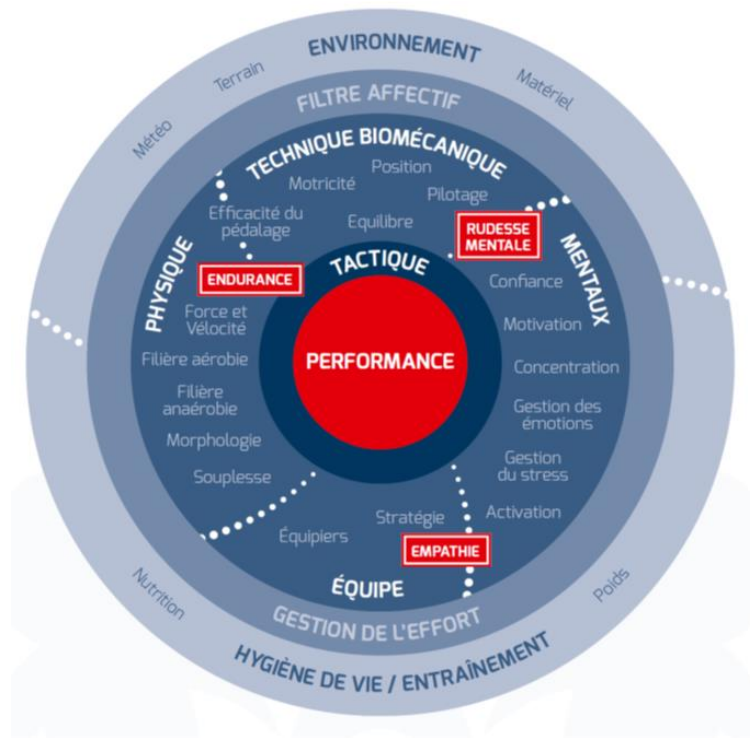 ENVIRONNEMENT
Terrain
Matériel
Météo
FILTRE AFFECTIF
TECHNIQUE BIOMÉCANIQUE
Position
Motricité
Pilotage
Efficacité du
pédalage
Equilibre
RUDESSE
MENTALE
PHYSIQUE
TACTIQUE
MENTAUX
ENDURANCE
Confiance
Force et
Vélocité
Motivation
PERFORMANCE
Filière aérobie
Concentration
Filière
anaérobie
Gestion des
émotions
Morphologie
Gestion
du stress
Souplesse
Activation
Stratégie
Équipiers
EMPATHIE
ÉQUIPE
Nutrition
Poids
GESTION DE L'EFFORT
HYGIÈNE DE VIE / ENTRAÎNEMENT